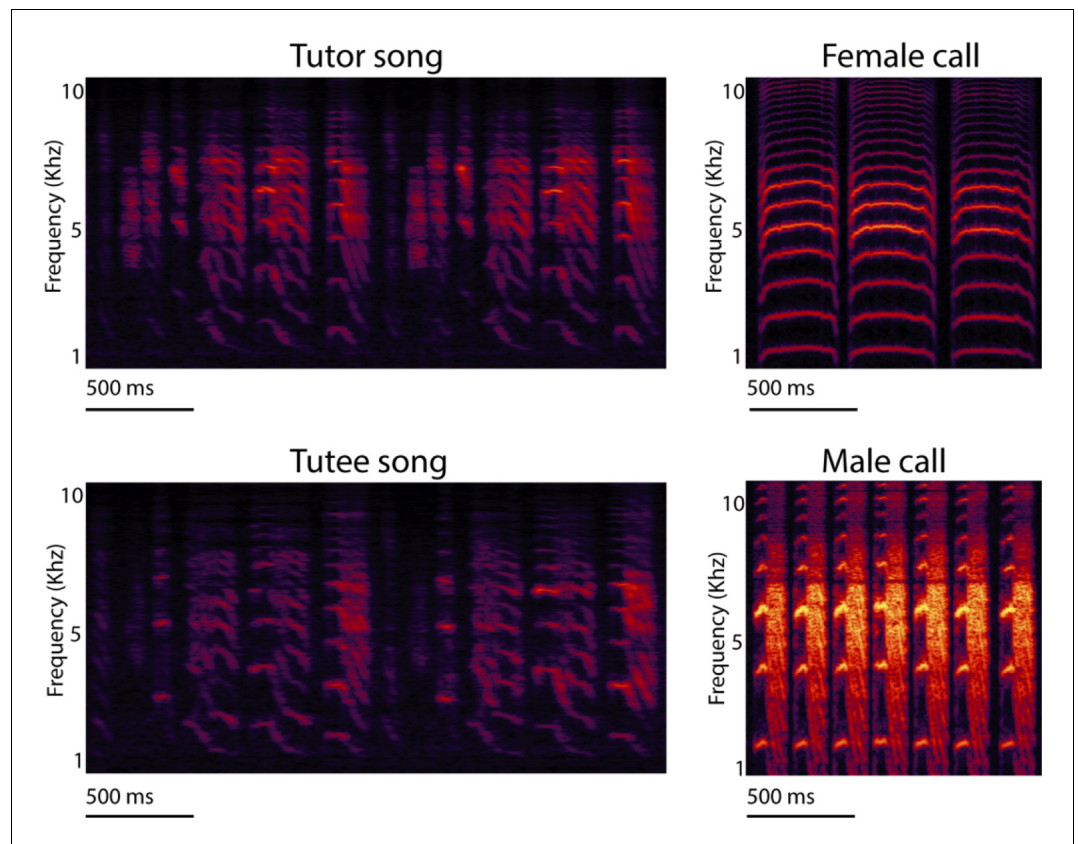 Tutor song
10
5
1
Frequency (Khz)
500 ms
Female call
10
5
1
Frequency (Khz)
500 ms
Tutee song
10
5
1
Frequency (Khz)
500 ms
Male call
10
5
1
Frequency (Khz)
500 ms